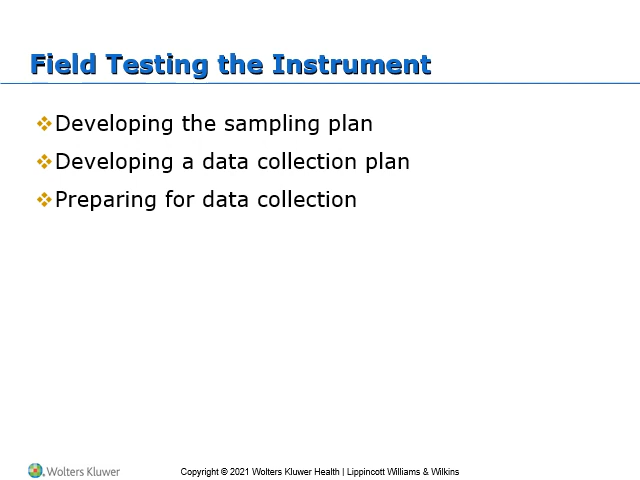 Field Testing the Instrument
Developing the sampling plan
Developing a data collection plan
Preparing for data collection
Wolters Kluwer
Copyright © 2021 Wolters Kluwer Health | Lippincott Williams & Wilkins